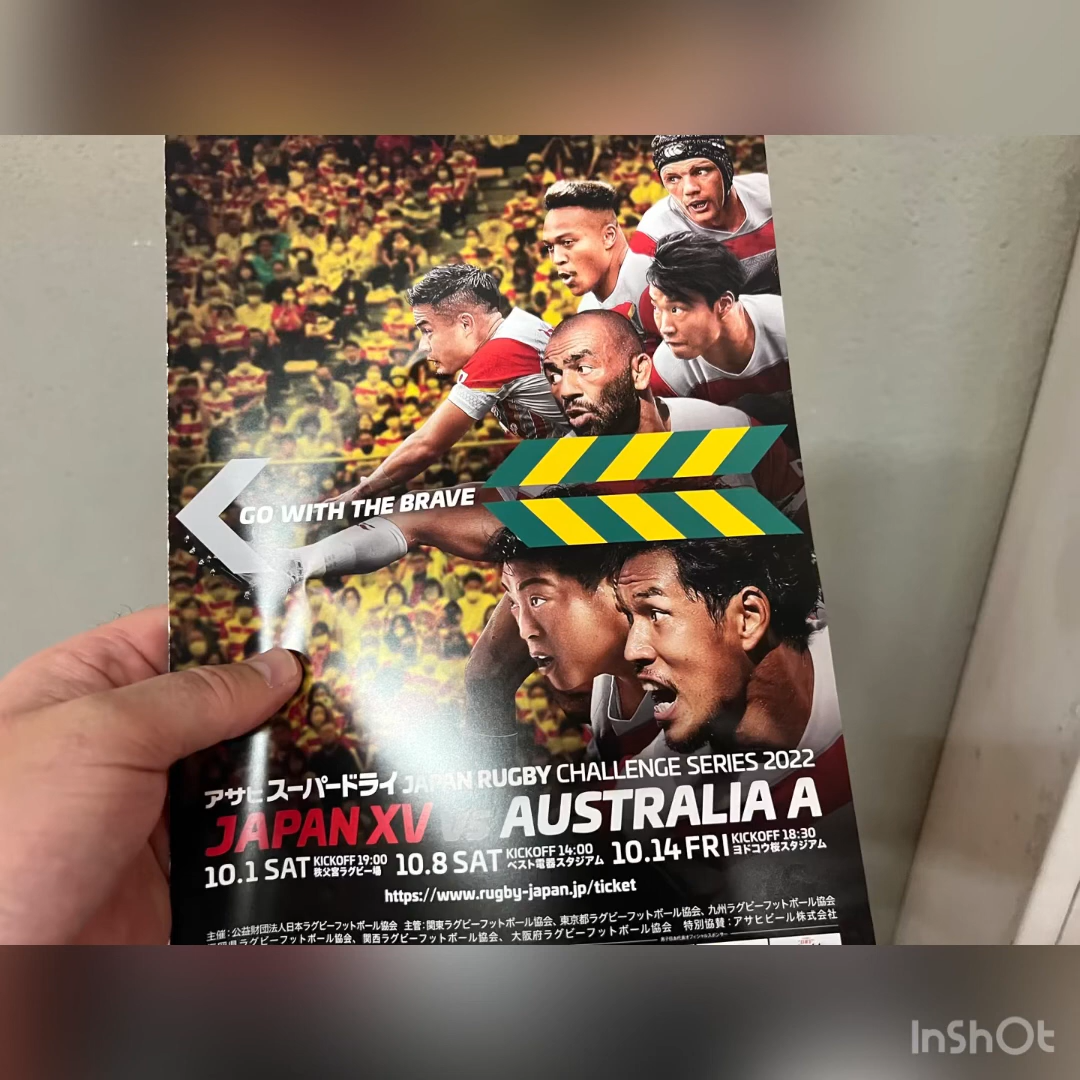 GO WITH THE BRAVE
アサヒ スーパードライ JAPAN RUGBY CHALLENGE SERIES 2022
JAPAN XV vs AUSTRALIA A
10.1 SAT KICKOFF 19:00 秩父宮ラグビー場 10.8 SAT KICKOFF 14:00 ベスト電器スタジアム 10.14 FRI KICKOFF 18:30 ヨドコウ桜スタジアム
https://www.rugby-japan.jp/ticket
主催：公益財団法人日本ラグビーフットボール協会 主管：関東ラグビーフットボール協会、東京都ラグビーフットボール協会、九州ラグビーフットボール協会
県ラグビーフットボール協会、関西ラグビーフットボール協会、大阪府ラグビーフットボール協会 特別協賛：アサヒビール株式会社
InShOt